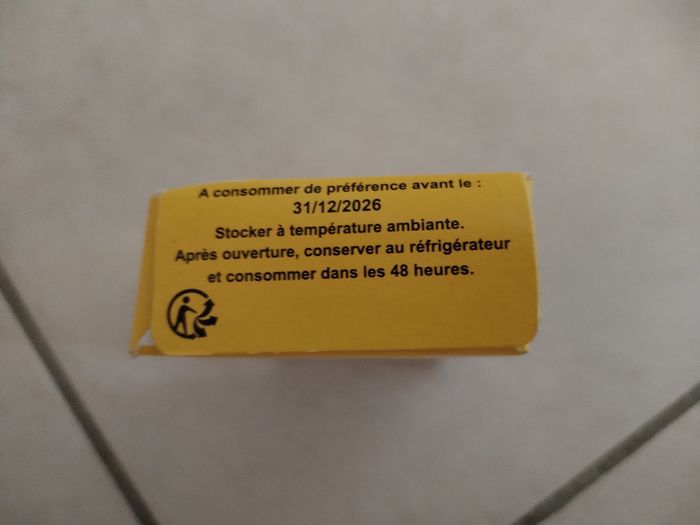 A consommer de préférence avant le :
31/12/2026
Stocker à température ambiante.
Après ouverture, conserver au réfrigérateur
et consommer dans les 48 heures.